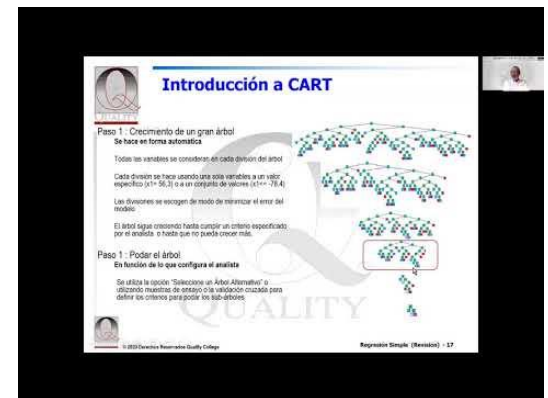 Introducción a CART
QUALITY
Paso 1 : Crecimiento de un gran árbol
Se hace en forma automática
Todas las variables se consideran en cada división del árbol
Cada división se hace usando una sola variables a un valor
específico (x1= 56,3) o a un conjunto de valores (x1<= -78.4)
Las divisiones se escogen de modo de minimizar el error del
modelo
El árbol sigue creciendo hasta cumplir un criterio especificado
por el analista o hasta que no pueda crecer más.
Paso 1 : Podar el árbol
En función de lo que configura el analista
Se utiliza la opción "Seleccione un Árbol Alternativo" o
utilizando muestras de ensayo o la validación cruzada para
definir los criterios para podar los sub-árboles
QUALITY
Derechos Reservados Quality College
Regresión Simple (Revisión) - 17